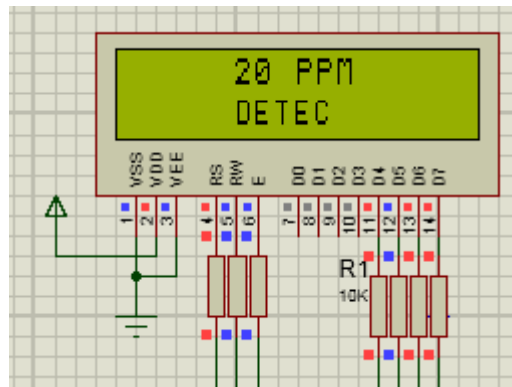 20 PPM
DETEC
VSS VDD VEE RS RW E D0 D1 D2 D3 D4 D5 D6 D7
1 2 3 4 5 6 7 8 9 10 11 12 13 14
R1
10K